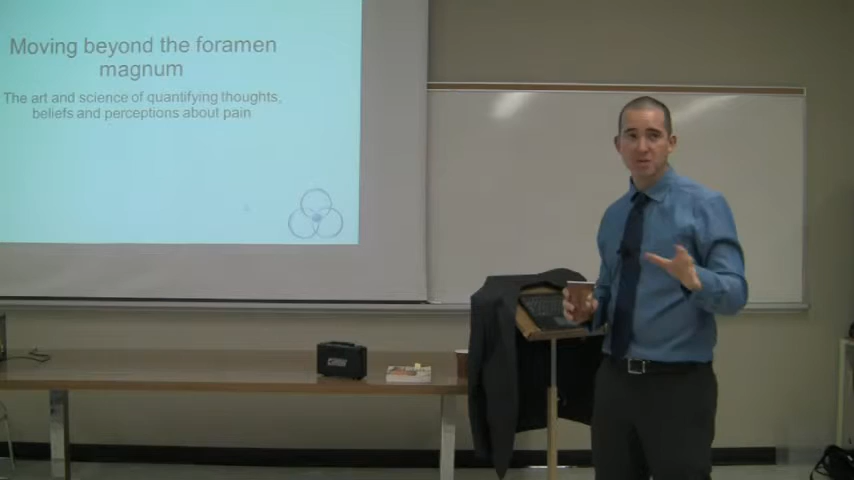 Moving beyond the foramen
magnum
The art and science of quantifying thoughts,
beliefs and perceptions about pain